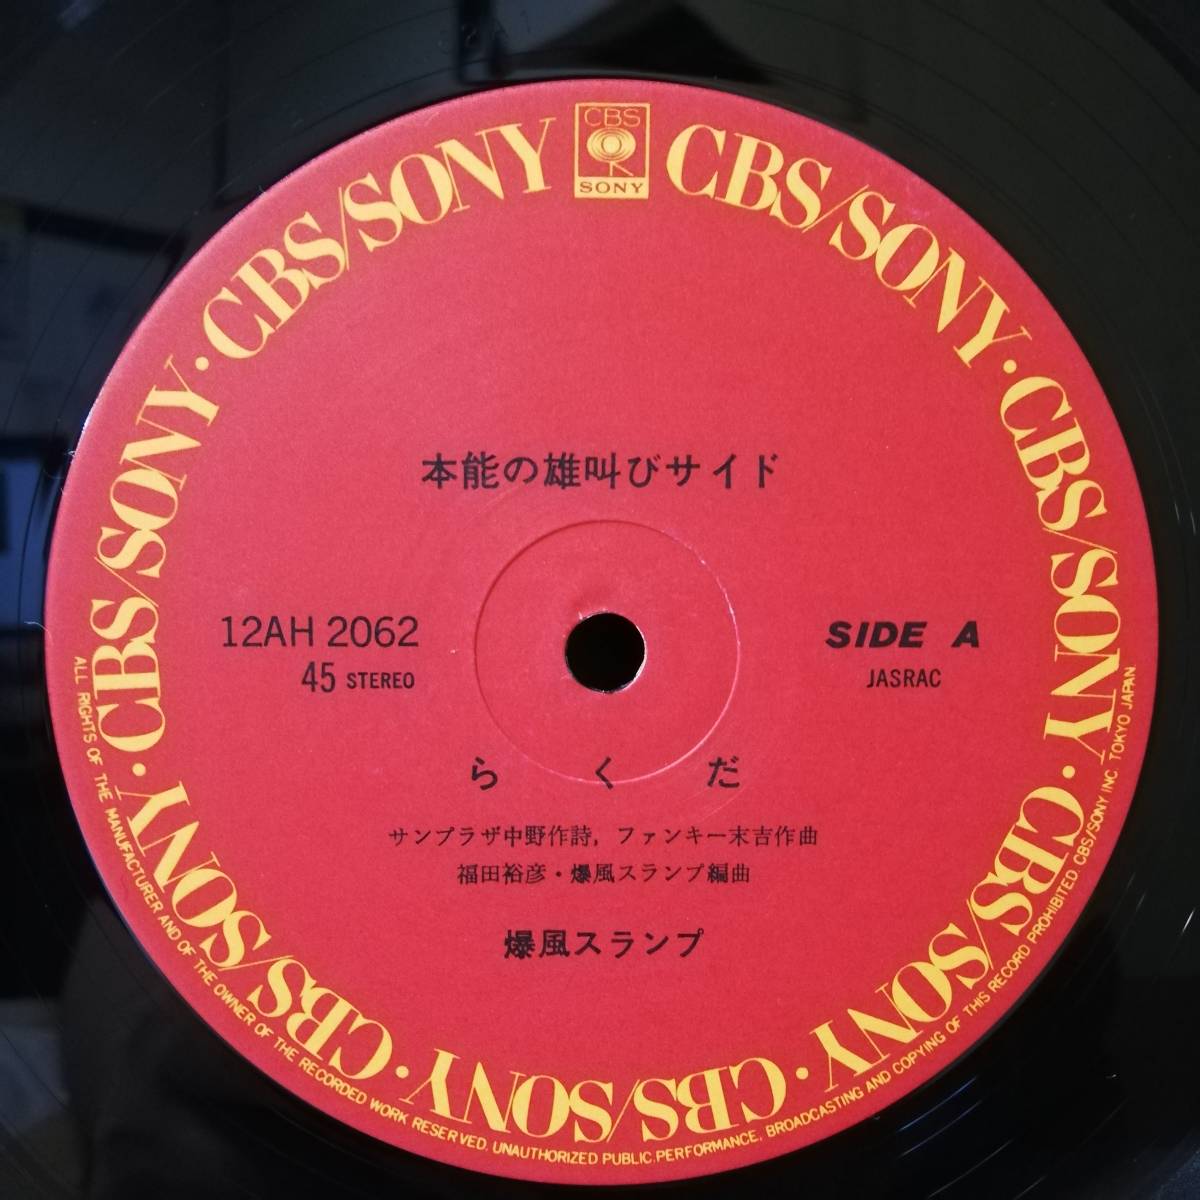 CBS
SONY
CBS/SONY · CBS/SONY · CBS/SONY · CBS/SONY · CBS/SONY · CBS/SONY · CBS/SONY · CBS/SONY
本能の雄叫びサイド
12AH 2062
45 STEREO
SIDE A
JASRAC
らくだ
サンプラザ中野作詩, ファンキー末吉作曲
福田裕彦・爆風スランプ編曲
爆風スランプ
ALL RIGHTS OF THE MANUFACTURER AND OF THE OWNER OF THE RECORDED WORK RESERVED. UNAUTHORIZED PUBLIC PERFORMANCE, BROADCASTING AND COPYING OF THIS RECORD PROHIBITED. CBS/SONY INC. TOKYO JAPAN.